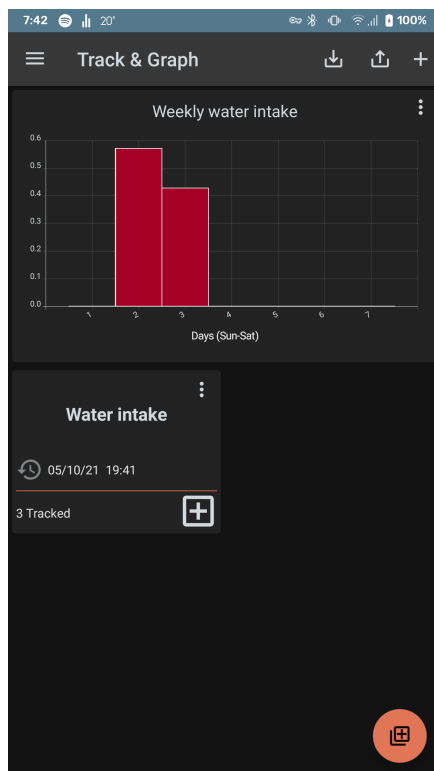 7:42 20° 100%
Track & Graph
Weekly water intake
0.6
0.5
0.4
0.3
0.2
0.1
0.0
1 2 3 4 5 6 7
Days (Sun-Sat)
Water intake
05/10/21 19:41
3 Tracked